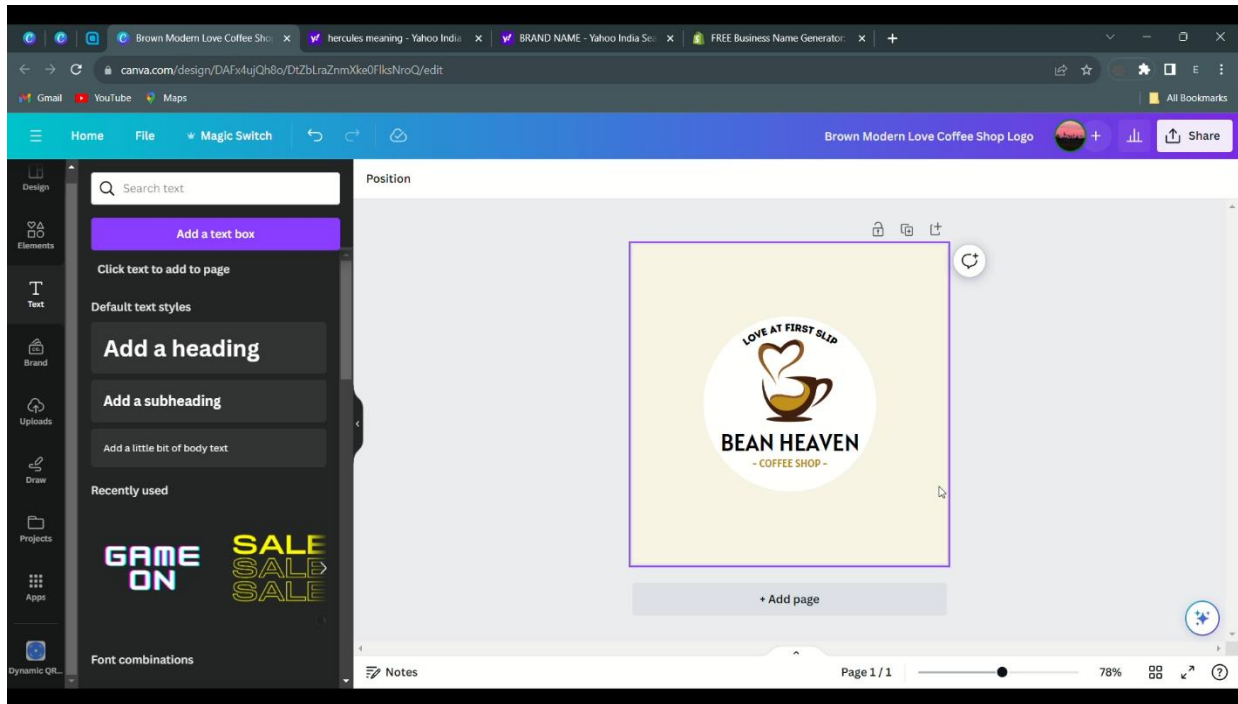 Brown Modern Love Coffee Sho
hercules meaning - Yahoo India
BRAND NAME - Yahoo India Sea
FREE Business Name Generator:
canva.com/design/DAFx4ujQh8o/DtZbLraZnmXke0FlksNroQ/edit
E
Gmail
YouTube
Maps
All Bookmarks
Home
File
Magic Switch
Brown Modern Love Coffee Shop Logo
Share
Design
Elements
Text
Brand
Uploads
Draw
Projects
Apps
Dynamic QR...
Search text
Add a text box
Click text to add to page
Default text styles
Add a heading
Add a subheading
Add a little bit of body text
Recently used
GAME
ON
SALE
SALE
SALE
Font combinations
Position
LOVE AT FIRST SLIP
BEAN HEAVEN
- COFFEE SHOP -
+ Add page
Notes
Page 1 / 1
78%